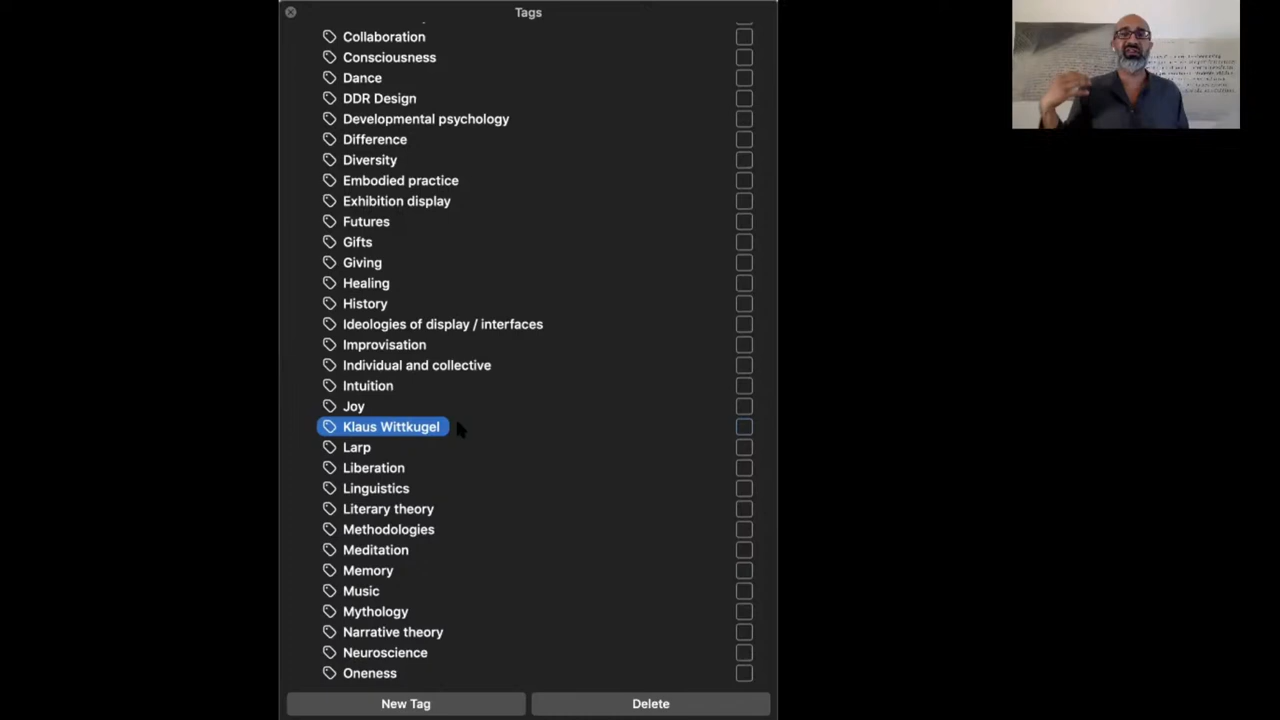 Tags
Collaboration
Consciousness
Dance
DDR Design
Developmental psychology
Difference
Diversity
Embodied practice
Exhibition display
Futures
Gifts
Giving
Healing
History
Ideologies of display / interfaces
Improvisation
Individual and collective
Intuition
Joy
Klaus Wittkugel
Larp
Liberation
Linguistics
Literary theory
Methodologies
Meditation
Memory
Music
Mythology
Narrative theory
Neuroscience
Oneness
New Tag
Delete